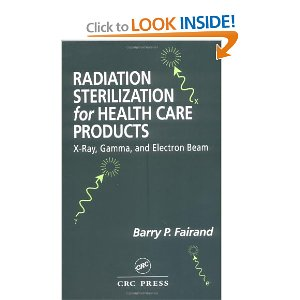 Click to LOOK INSIDE!
RADIATION
STERILIZATION
for HEALTH CARE
PRODUCTS
X-Ray, Gamma, and Electron Beam
Barry P. Fairand
CRC
CRC PRESS